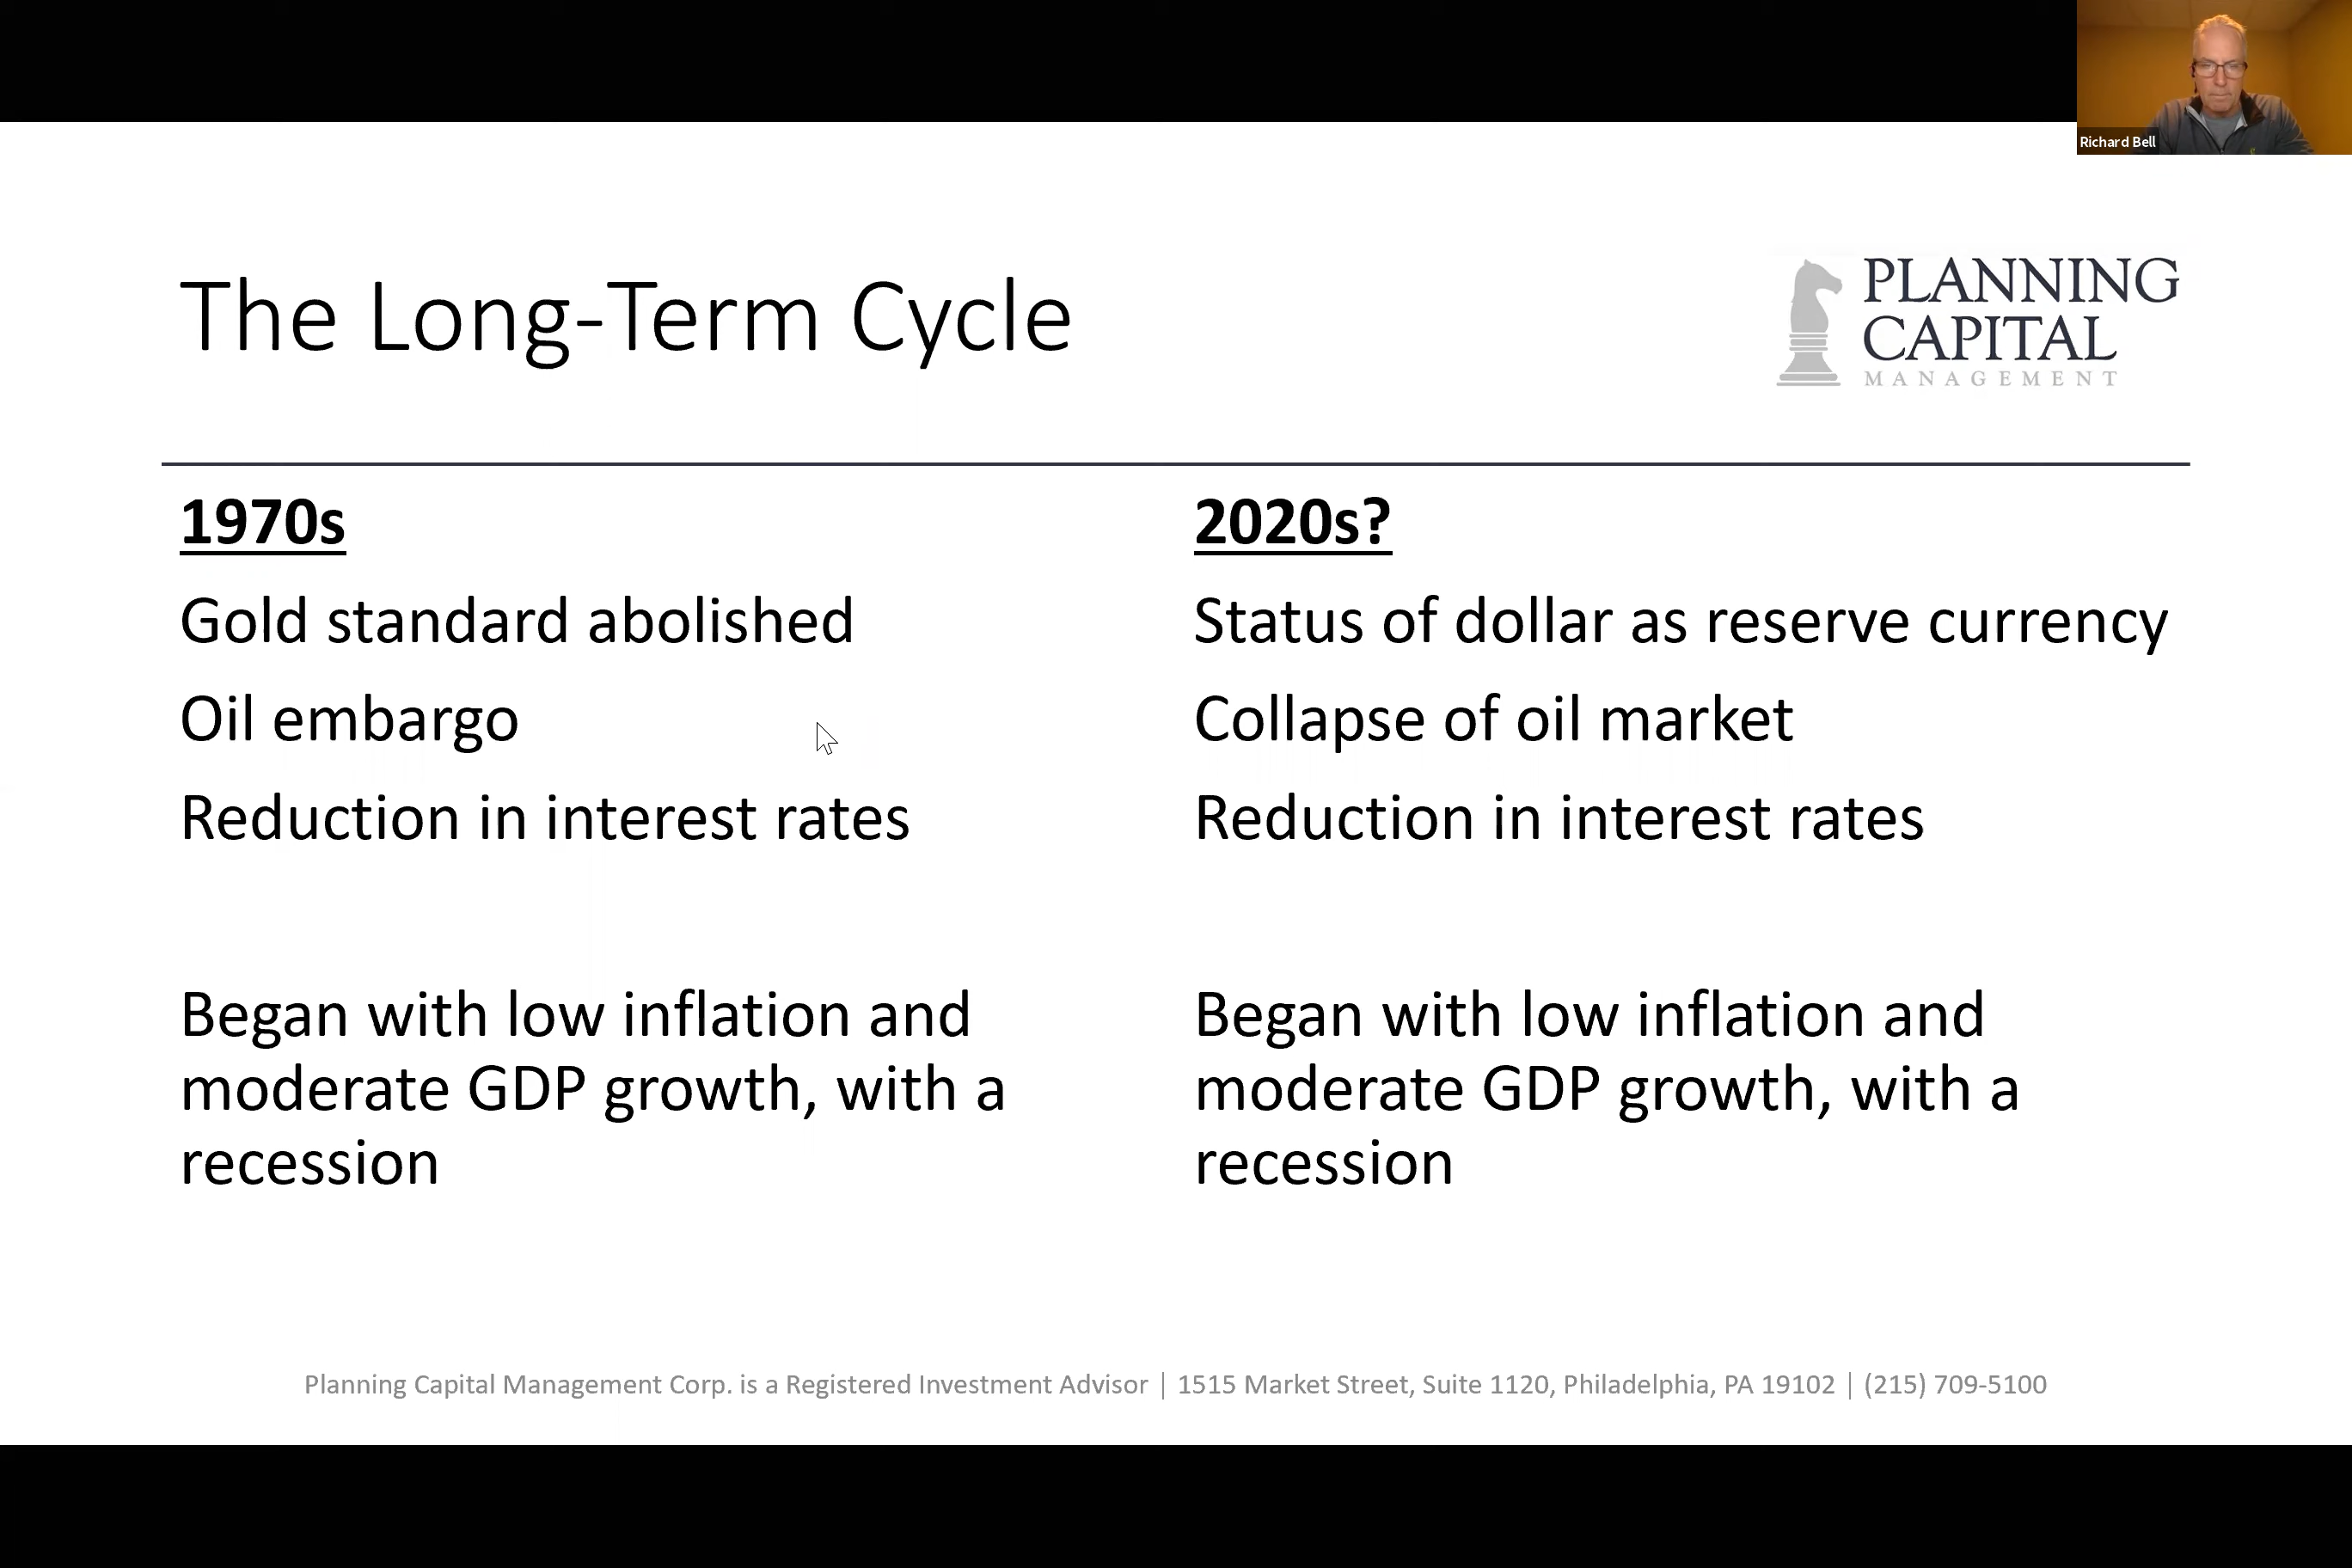 Richard Bell
The Long-Term Cycle
PLANNING
CAPITAL
MANAGEMENT
1970s
Gold standard abolished
Oil embargo
Reduction in interest rates
Began with low inflation and
moderate GDP growth, with a
recession
2020s?
Status of dollar as reserve currency
Collapse of oil market
Reduction in interest rates
Began with low inflation and
moderate GDP growth, with a
recession
Planning Capital Management Corp. is a Registered Investment Advisor | 1515 Market Street, Suite 1120, Philadelphia, PA 19102 | (215) 709-5100